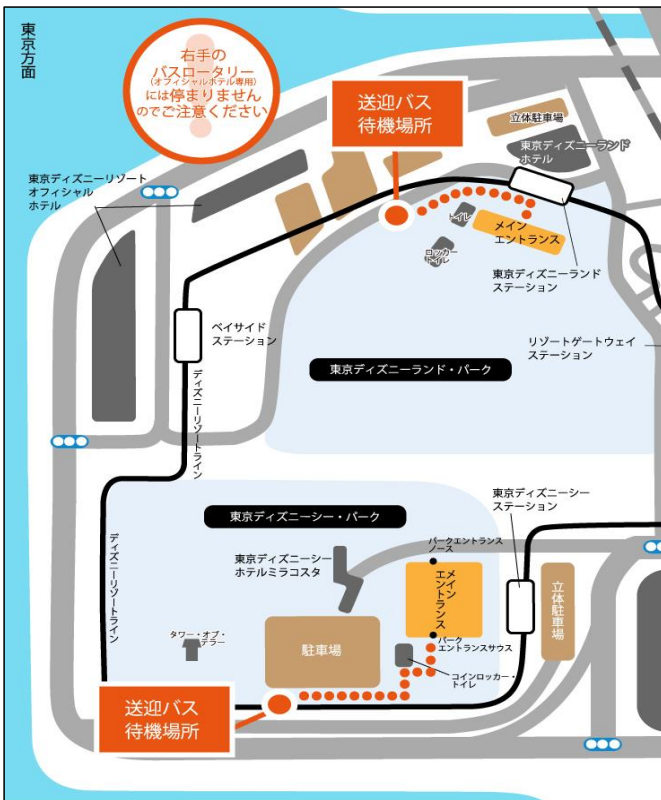 東京方面
右手の
バスロータリー
(オフィシャルホテル専用)
には停まりません
のでご注意ください
送迎バス
待機場所
立体駐車場
東京ディズニーランド
ホテル
東京ディズニーリゾート
オフィシャル
ホテル
トイレ
メイン
エントランス
ロッカー
トイレ
東京ディズニーランド
ステーション
ベイサイド
ステーション
リゾートゲートウェイ
ステーション
東京ディズニーランド・パーク
ディズニーリゾートライン
東京ディズニーシー
ステーション
東京ディズニーシー・パーク
パークエントランス
ノース
ディズニーリゾートライン
東京ディズニーシー
ホテルミラコスタ
メイン
エントランス
立体駐車場
タワー・オブ・
テラー
駐車場
パーク
エントランスサウス
コインロッカー・
トイレ
送迎バス
待機場所